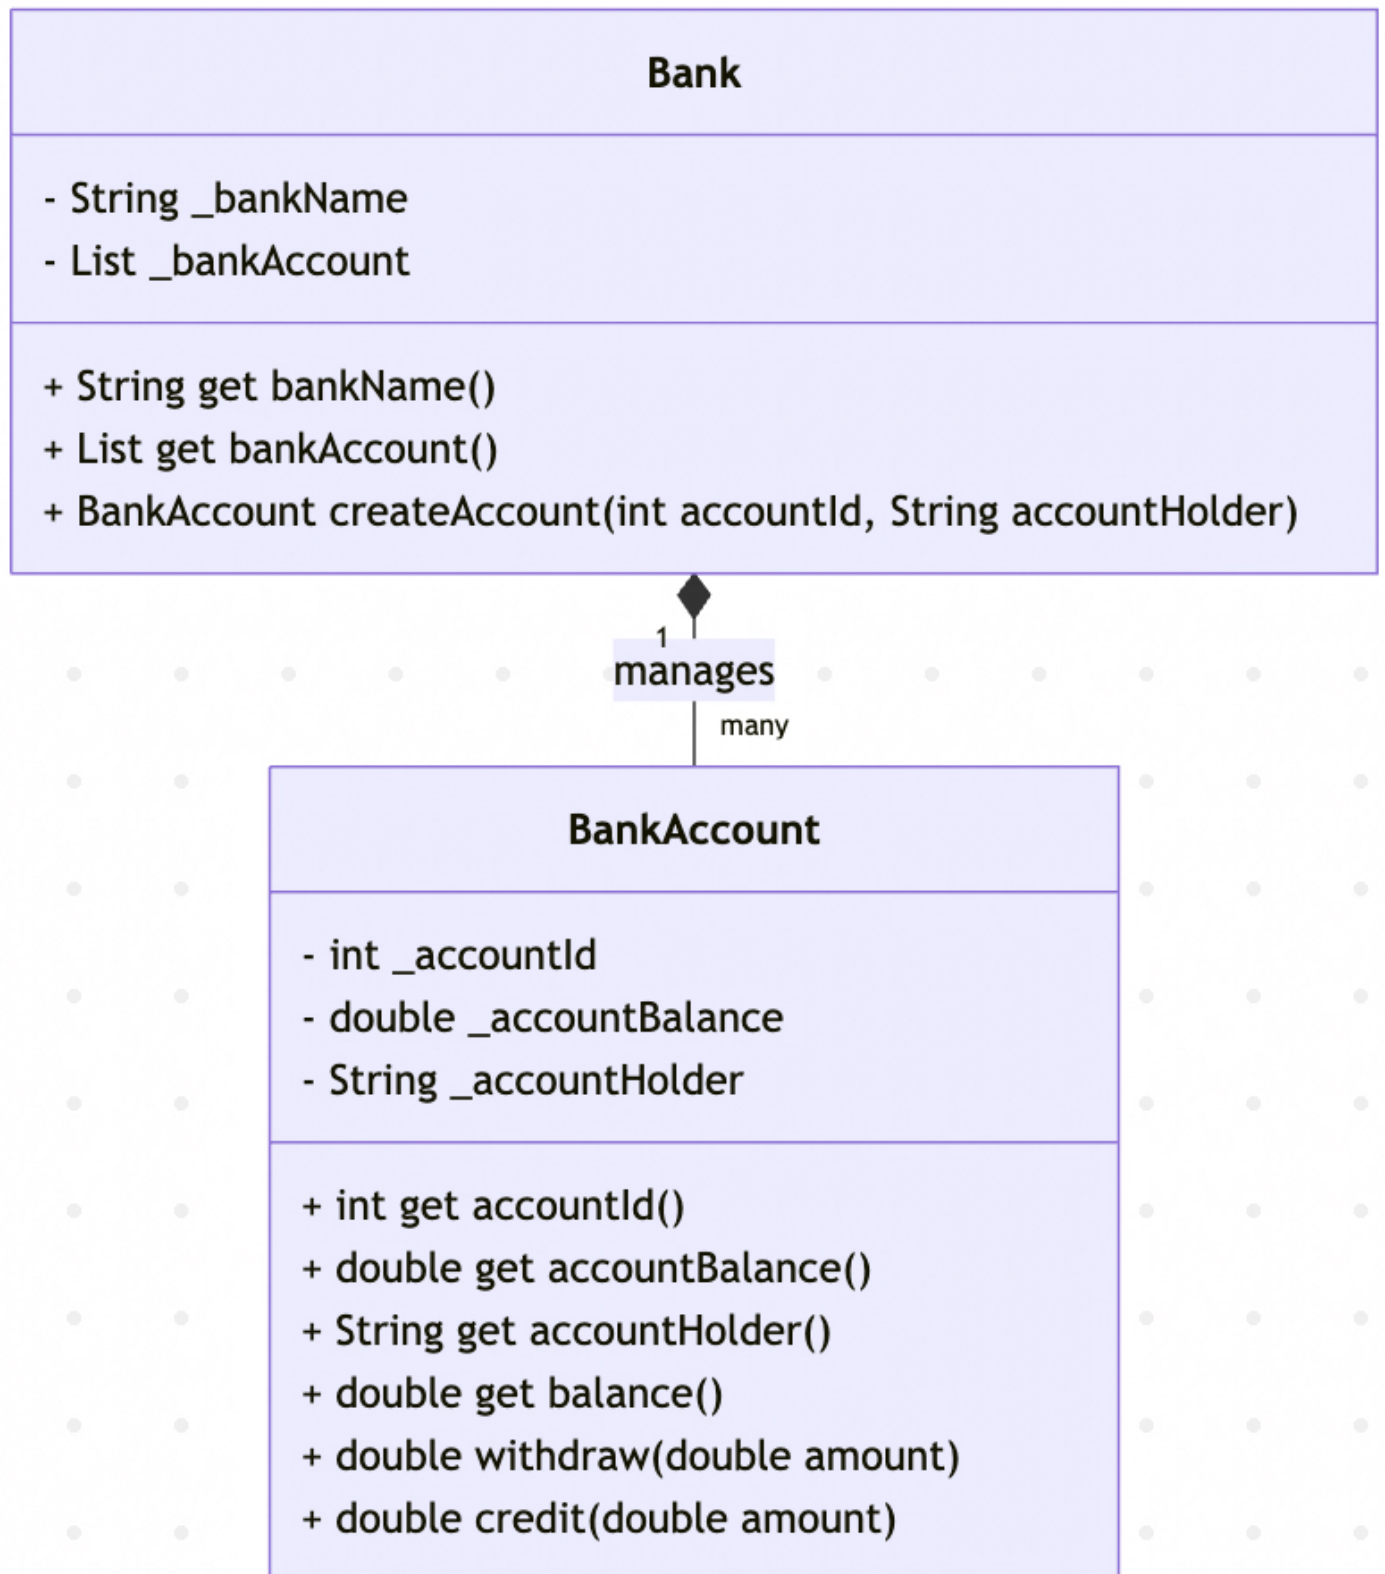 Bank
- String _bankName
- List _bankAccount
+ String get bankName()
+ List get bankAccount()
+ BankAccount createAccount(int accountId, String accountHolder)
1
manages
many
BankAccount
- int _accountId
- double _accountBalance
- String _accountHolder
+ int get accountId()
+ double get accountBalance()
+ String get accountHolder()
+ double get balance()
+ double withdraw(double amount)
+ double credit(double amount)